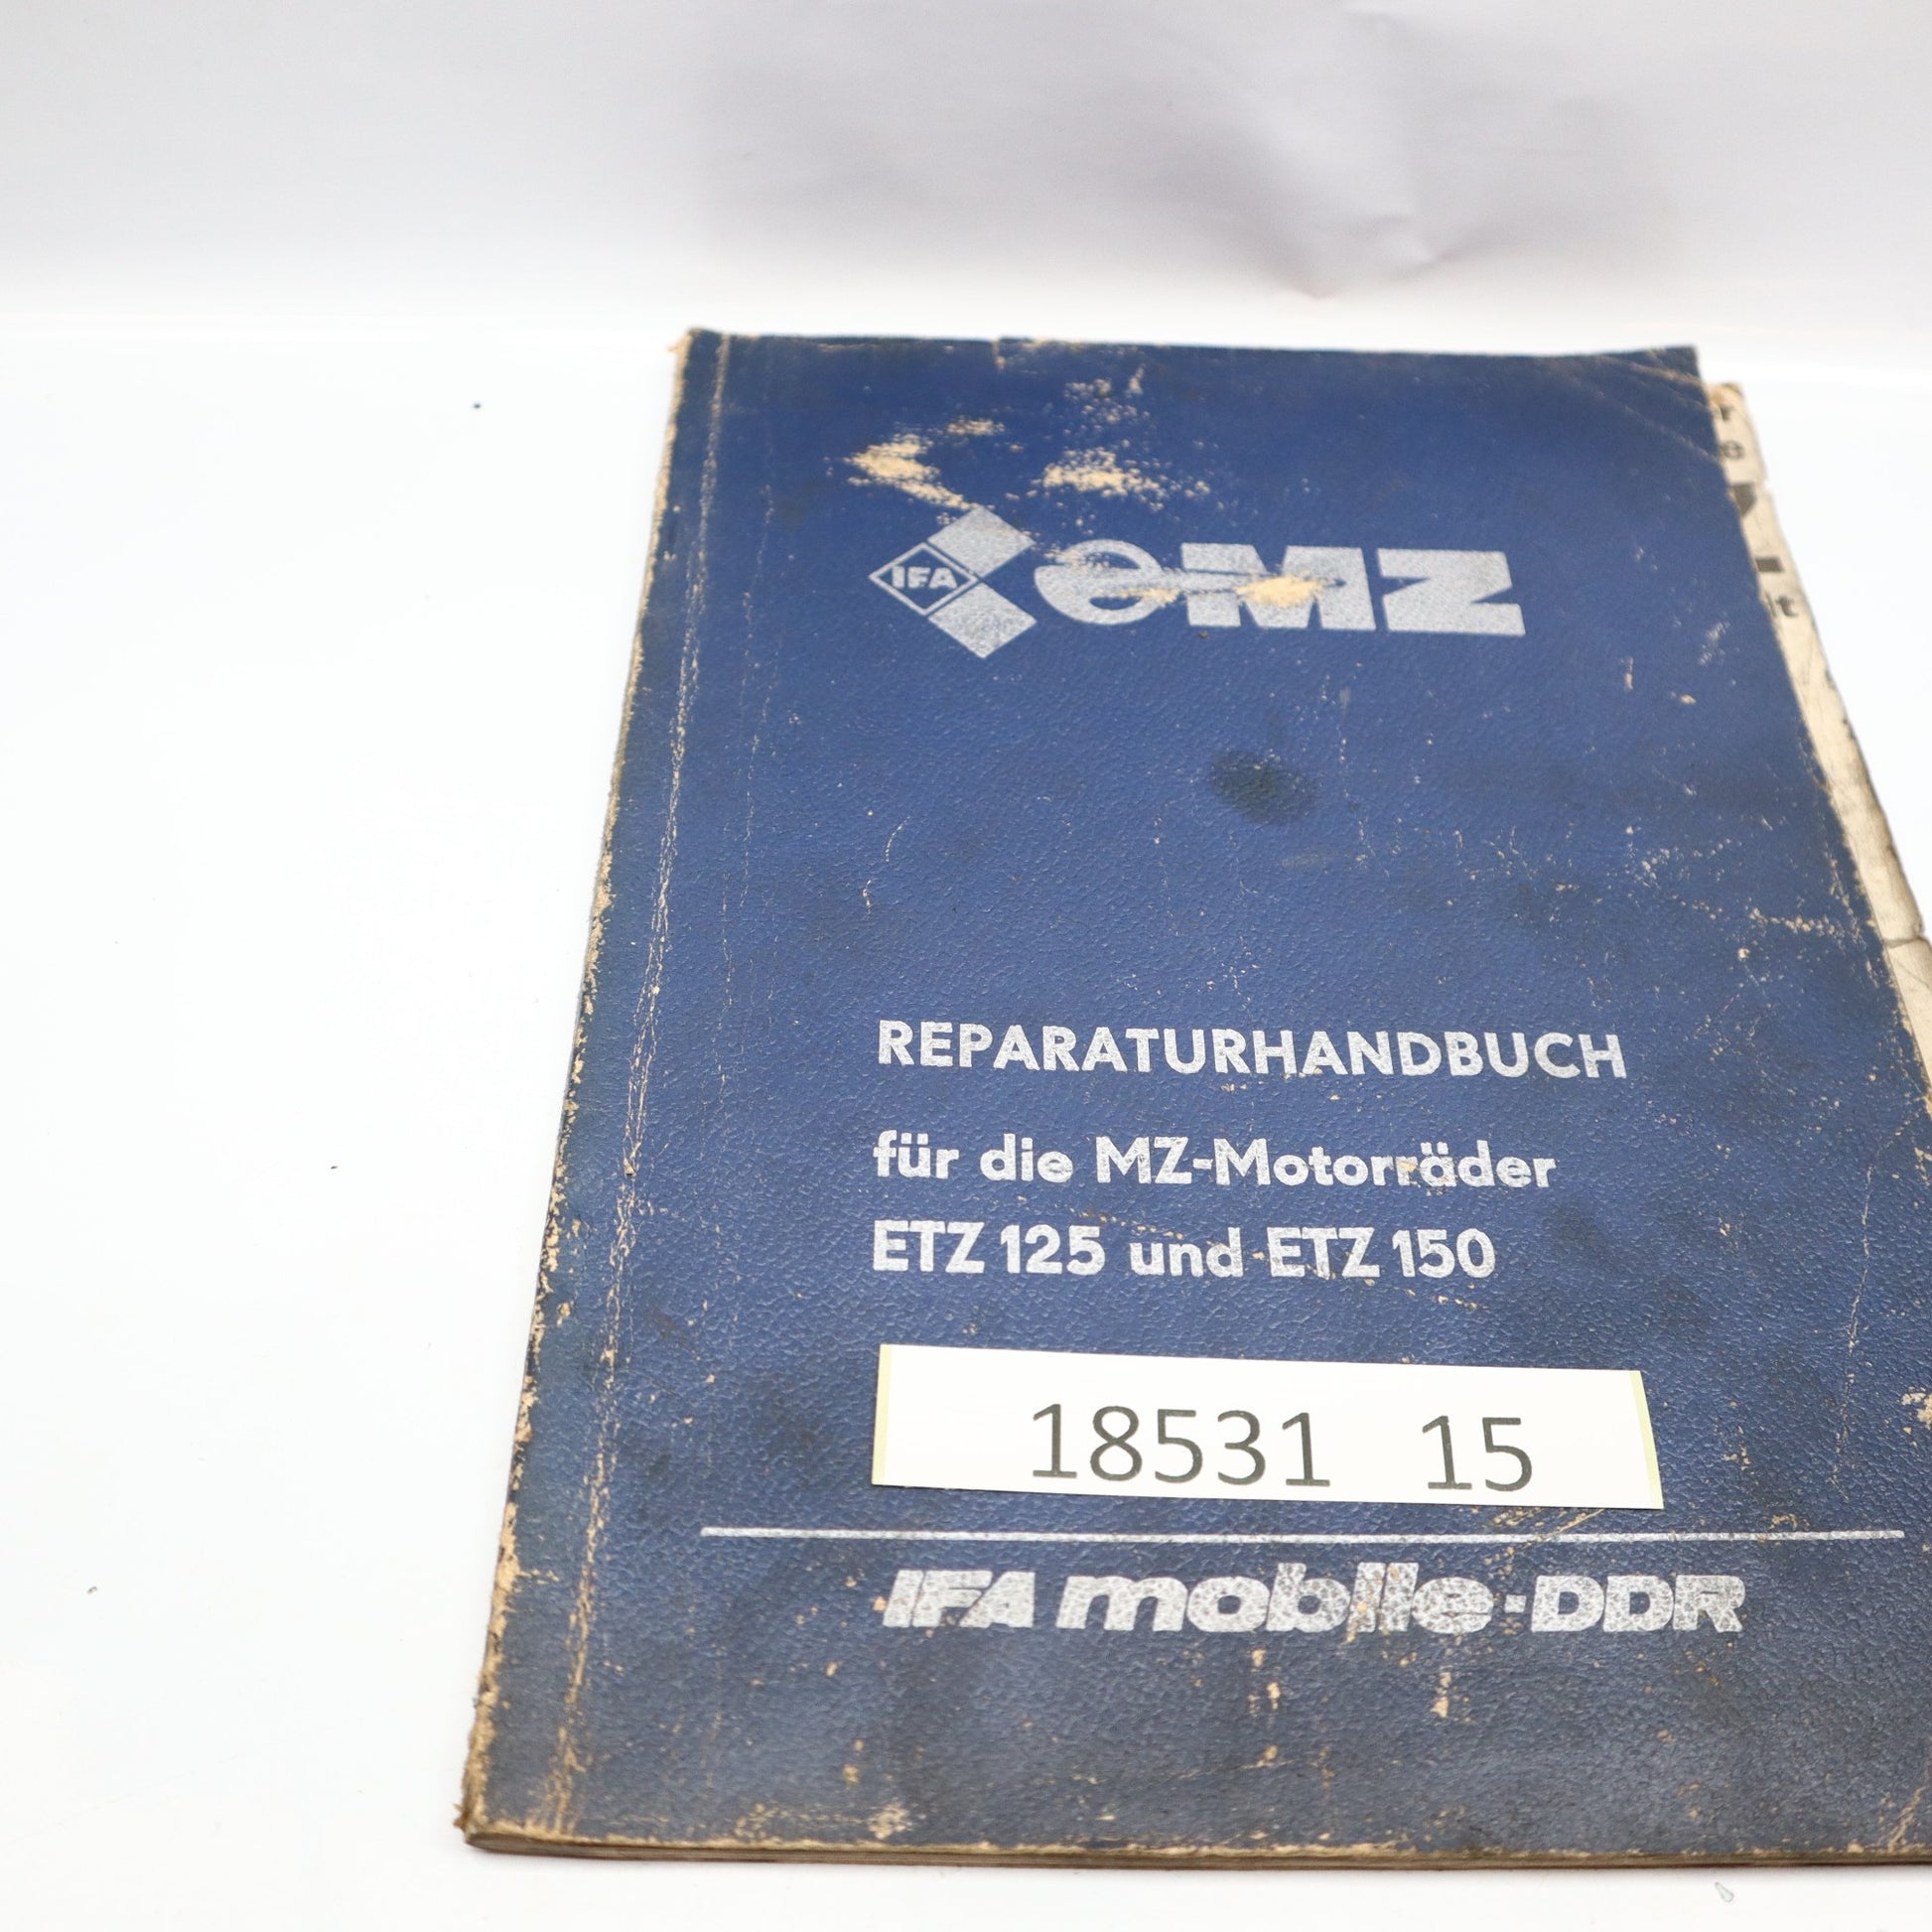 IFA MZ
REPARATURHANDBUCH
für die MZ-Motorräder
ETZ 125 und ETZ 150
18531 15
IFA mobile-DDR